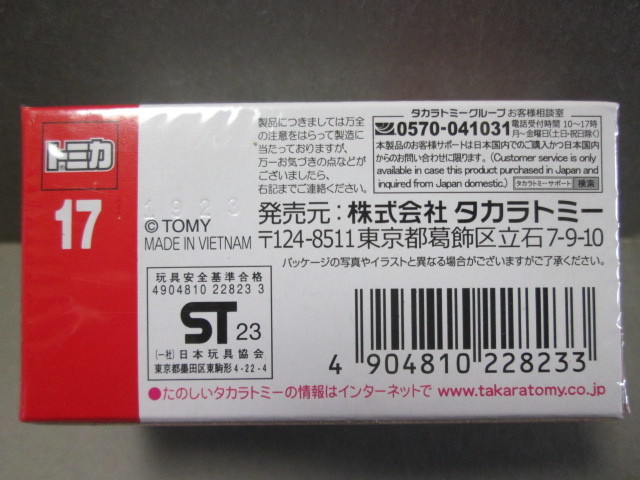 トミカ
17
製品につきましては万全
の注意をはらって製造に
当たっておりますが、
万一お気づきの点などが
ございましたら、
右記までご連絡ください。
タカラトミーグループ お客様相談室
0570-041031 電話受付時間 10〜17時
月〜金曜日(土・日・祝日除く)
本製品のお客様サポートは日本国内でのご購入かつ日本国内
からのお問い合わせに限ります。(Customer service is only
available in case this product purchased in Japan and
inquired from Japan domestic.) タカラトミーサポート 検索
1923
© TOMY
MADE IN VIETNAM
発売元：株式会社 タカラトミー
〒124-8511 東京都葛飾区立石7-9-10
パッケージの写真やイラストと異なる場合がございますがご了承ください。
玩具安全基準合格
4904810 22823 3
ST 23
(一社)日本玩具協会
東京都墨田区東駒形4-22-4
4 904810 228233
●たのしいタカラトミーの情報はインターネットで www.takaratomy.co.jp